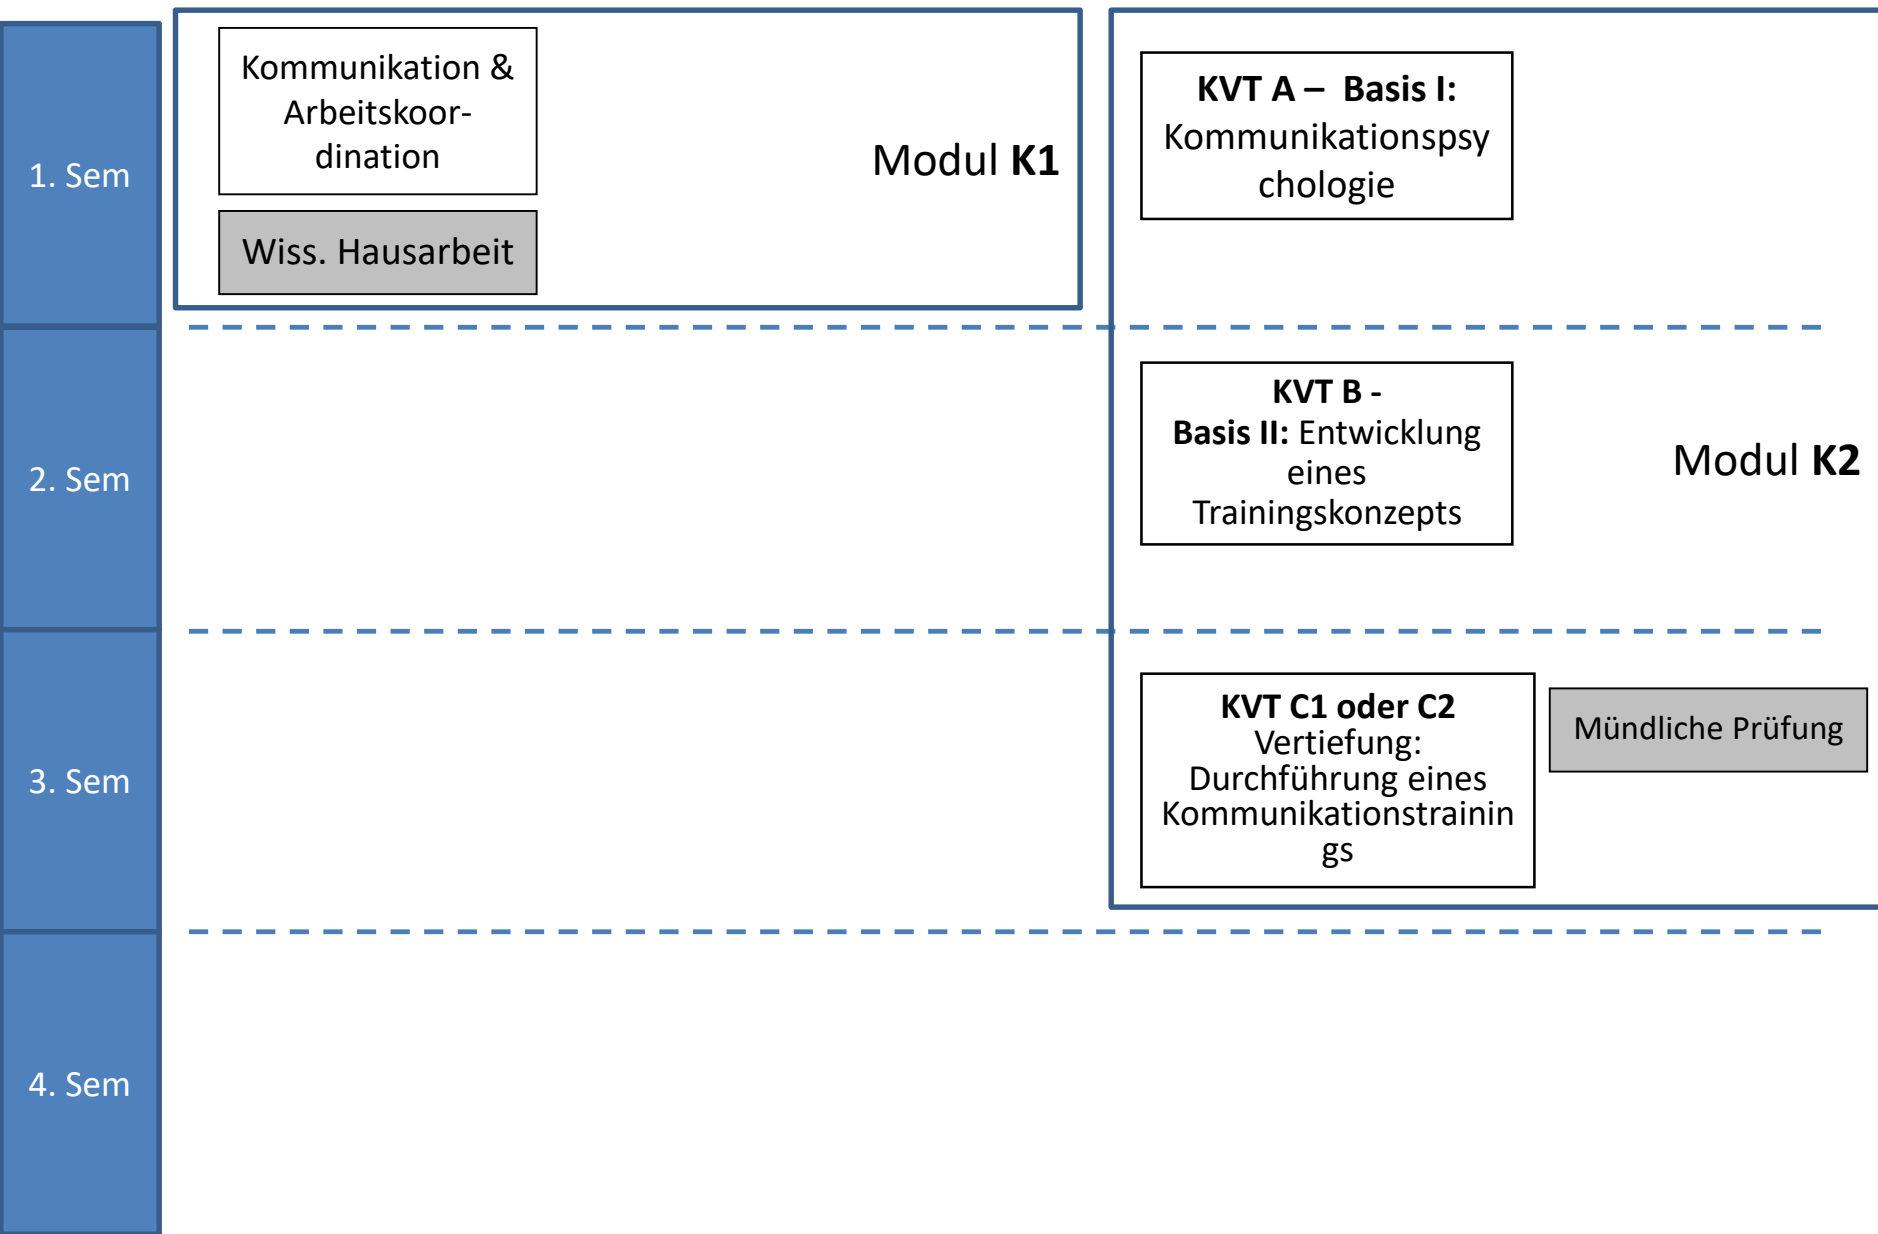 1. Sem
Kommunikation &
Arbeitskoor-
dination
Wiss. Hausarbeit
Modul K1
KVT A – Basis I:
Kommunikationspsy
chologie
2. Sem
KVT B -
Basis II: Entwicklung
eines
Trainingskonzepts
Modul K2
3. Sem
KVT C1 oder C2
Vertiefung:
Durchführung eines
Kommunikationstrainin
gs
Mündliche Prüfung
4. Sem